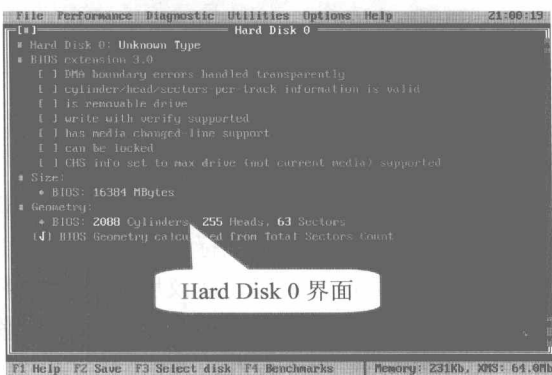 File Performance Diagnostic Utilities Options Help 21:00:19
[■] Hard Disk 0
■ Hard Disk 0: Unknown Type
■ BIOS extension 3.0
[ ] DMA boundary errors handled transparently
[ ] cylinder/head/sectors-per-track information is valid
[ ] is removable drive
[ ] write with verify supported
[ ] has media changed-line support
[ ] can be locked
[ ] CHS info set to max drive (not current media) supported
■ Size:
• BIOS: 16384 MBytes
■ Geometry:
• BIOS: 2088 Cylinders, 255 Heads, 63 Sectors
[√] BIOS Geometry from Total Sectors Count
Hard Disk 0 界面
F1 Help F2 Save F3 Select disk F4 Benchmarks Memory: 231Kb, XMS: 64.0Mb